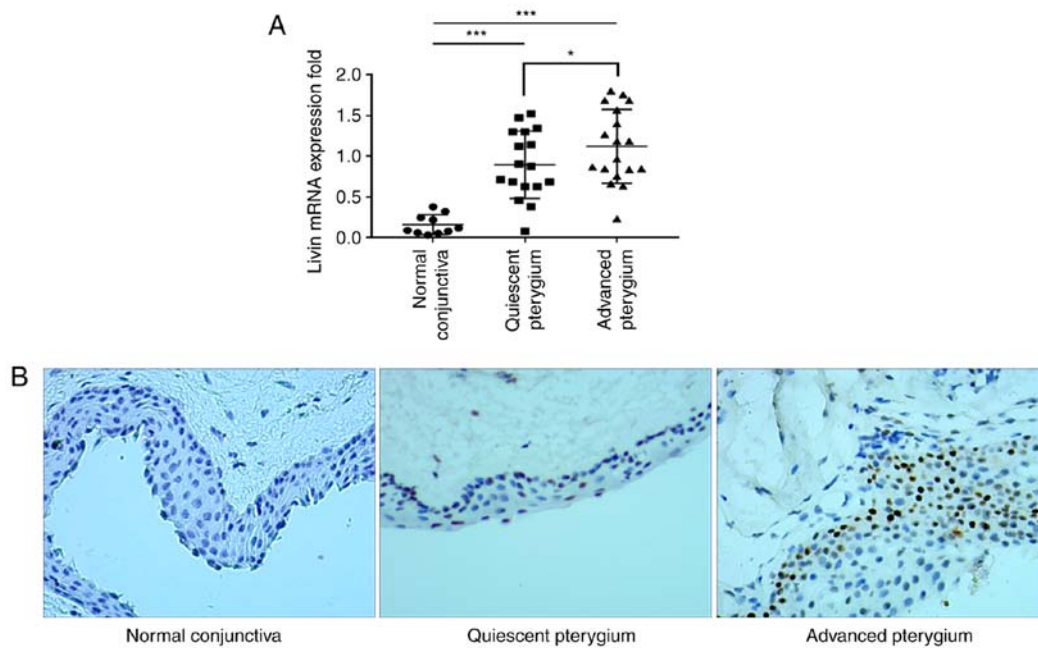 A
***
***
*
Livin mRNA expression fold
2.0
1.5
1.0
0.5
0.0
Normal
conjunctiva
Quiescent
pterygium
Advanced
pterygium
B
Normal conjunctiva
Quiescent pterygium
Advanced pterygium